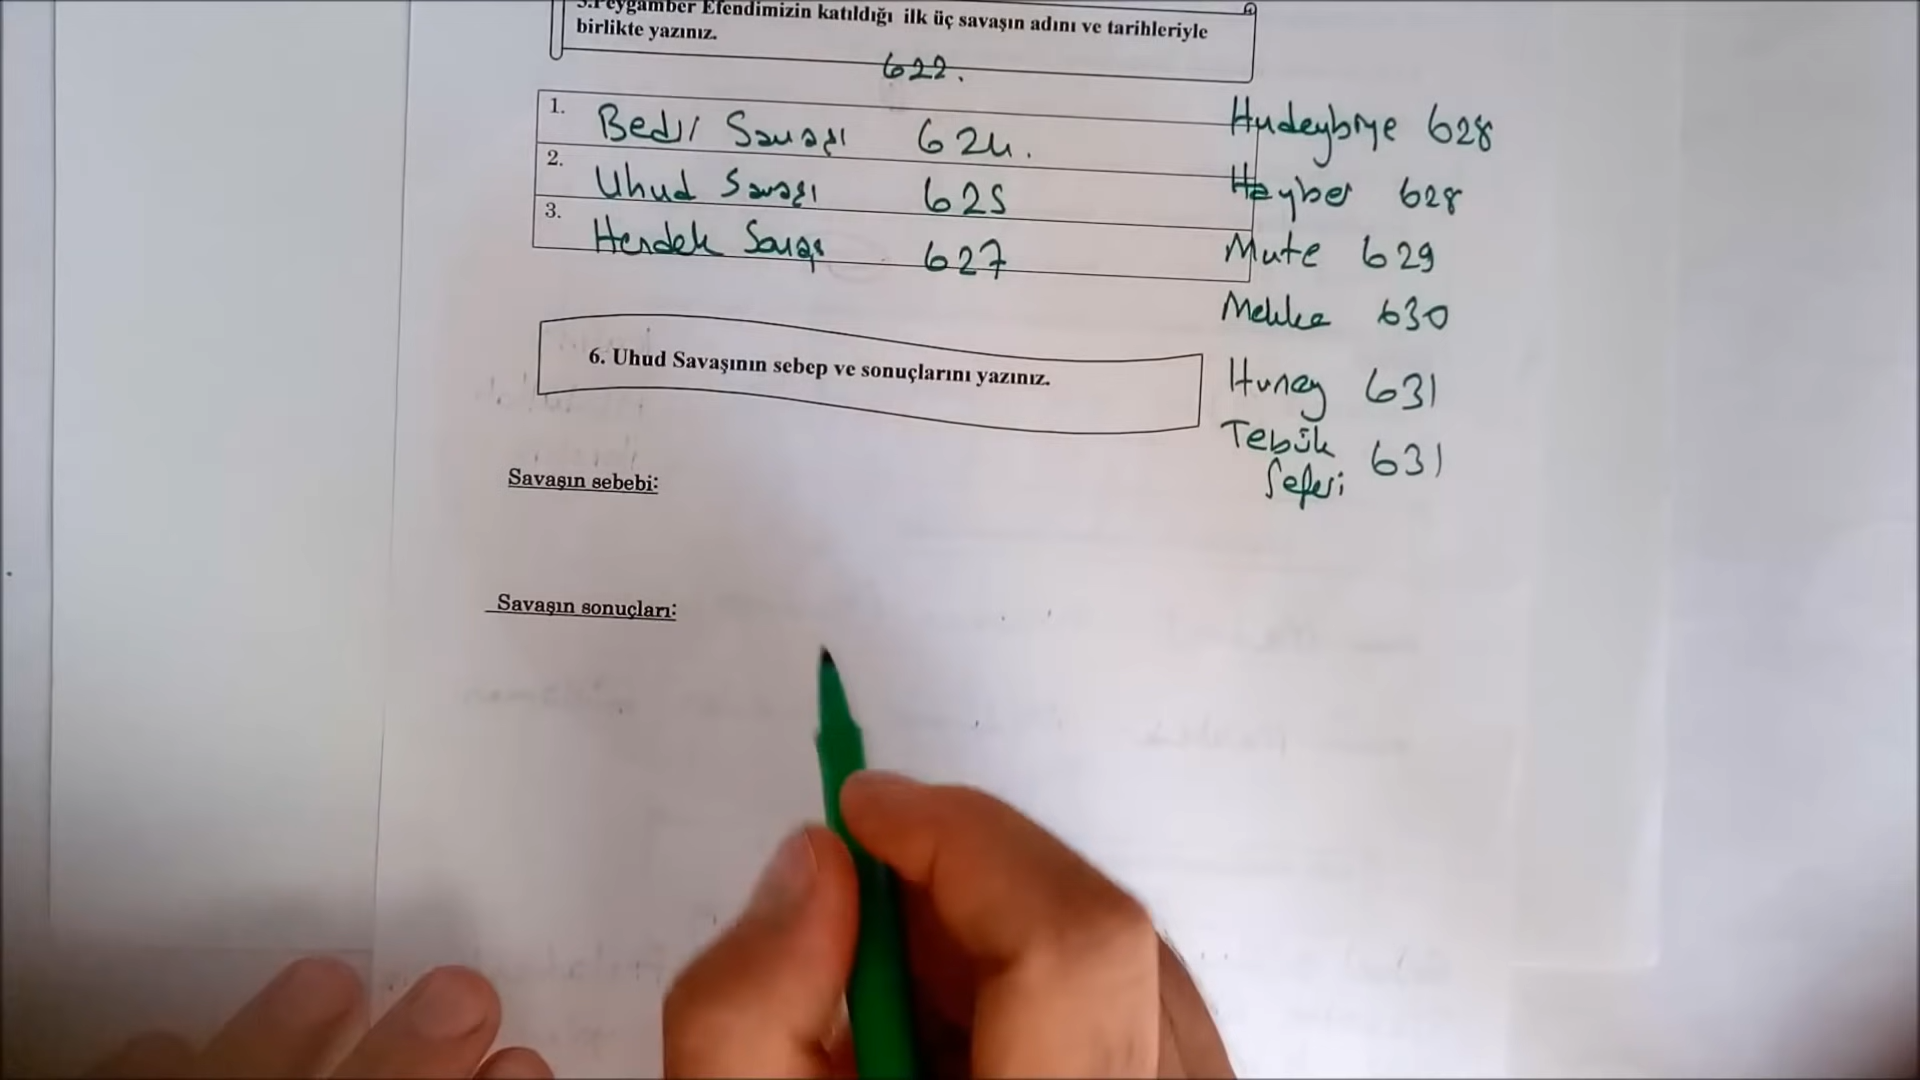 5.Peygamber Efendimizin katıldığı ilk üç savaşın adını ve tarihleriyle
birlikte yazınız.
622.
1. Bedir Savaşı 624.
2. Uhud Savaşı 625
3. Hendek Savaşı 627
Hudeybiye 628
Hayber 628
Mute 629
Mekke 630
Huney 631
Tebük 631
Seferi
6. Uhud Savaşının sebep ve sonuçlarını yazınız.
Savaşın sebebi:
Savaşın sonuçları: